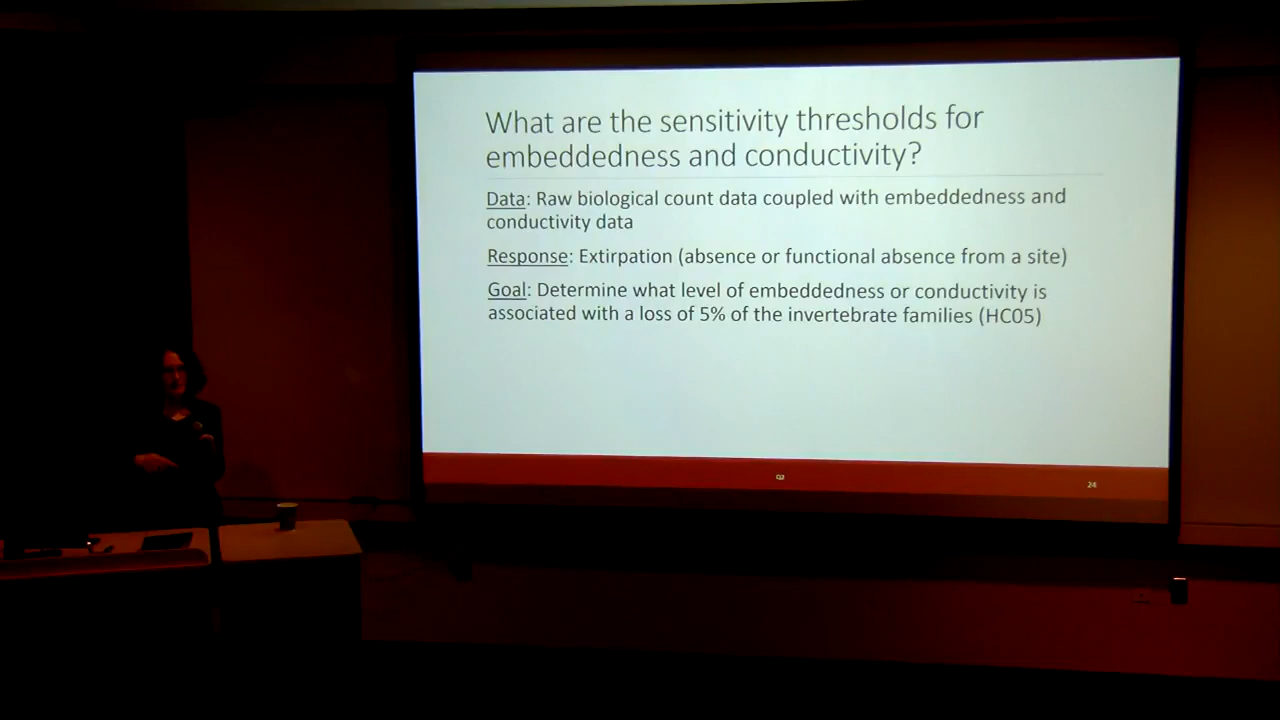 What are the sensitivity thresholds for
embeddedness and conductivity?
Data: Raw biological count data coupled with embeddedness and
conductivity data
Response: Extirpation (absence or functional absence from a site)
Goal: Determine what level of embeddedness or conductivity is
associated with a loss of 5% of the invertebrate families (HC05)
Q2
24